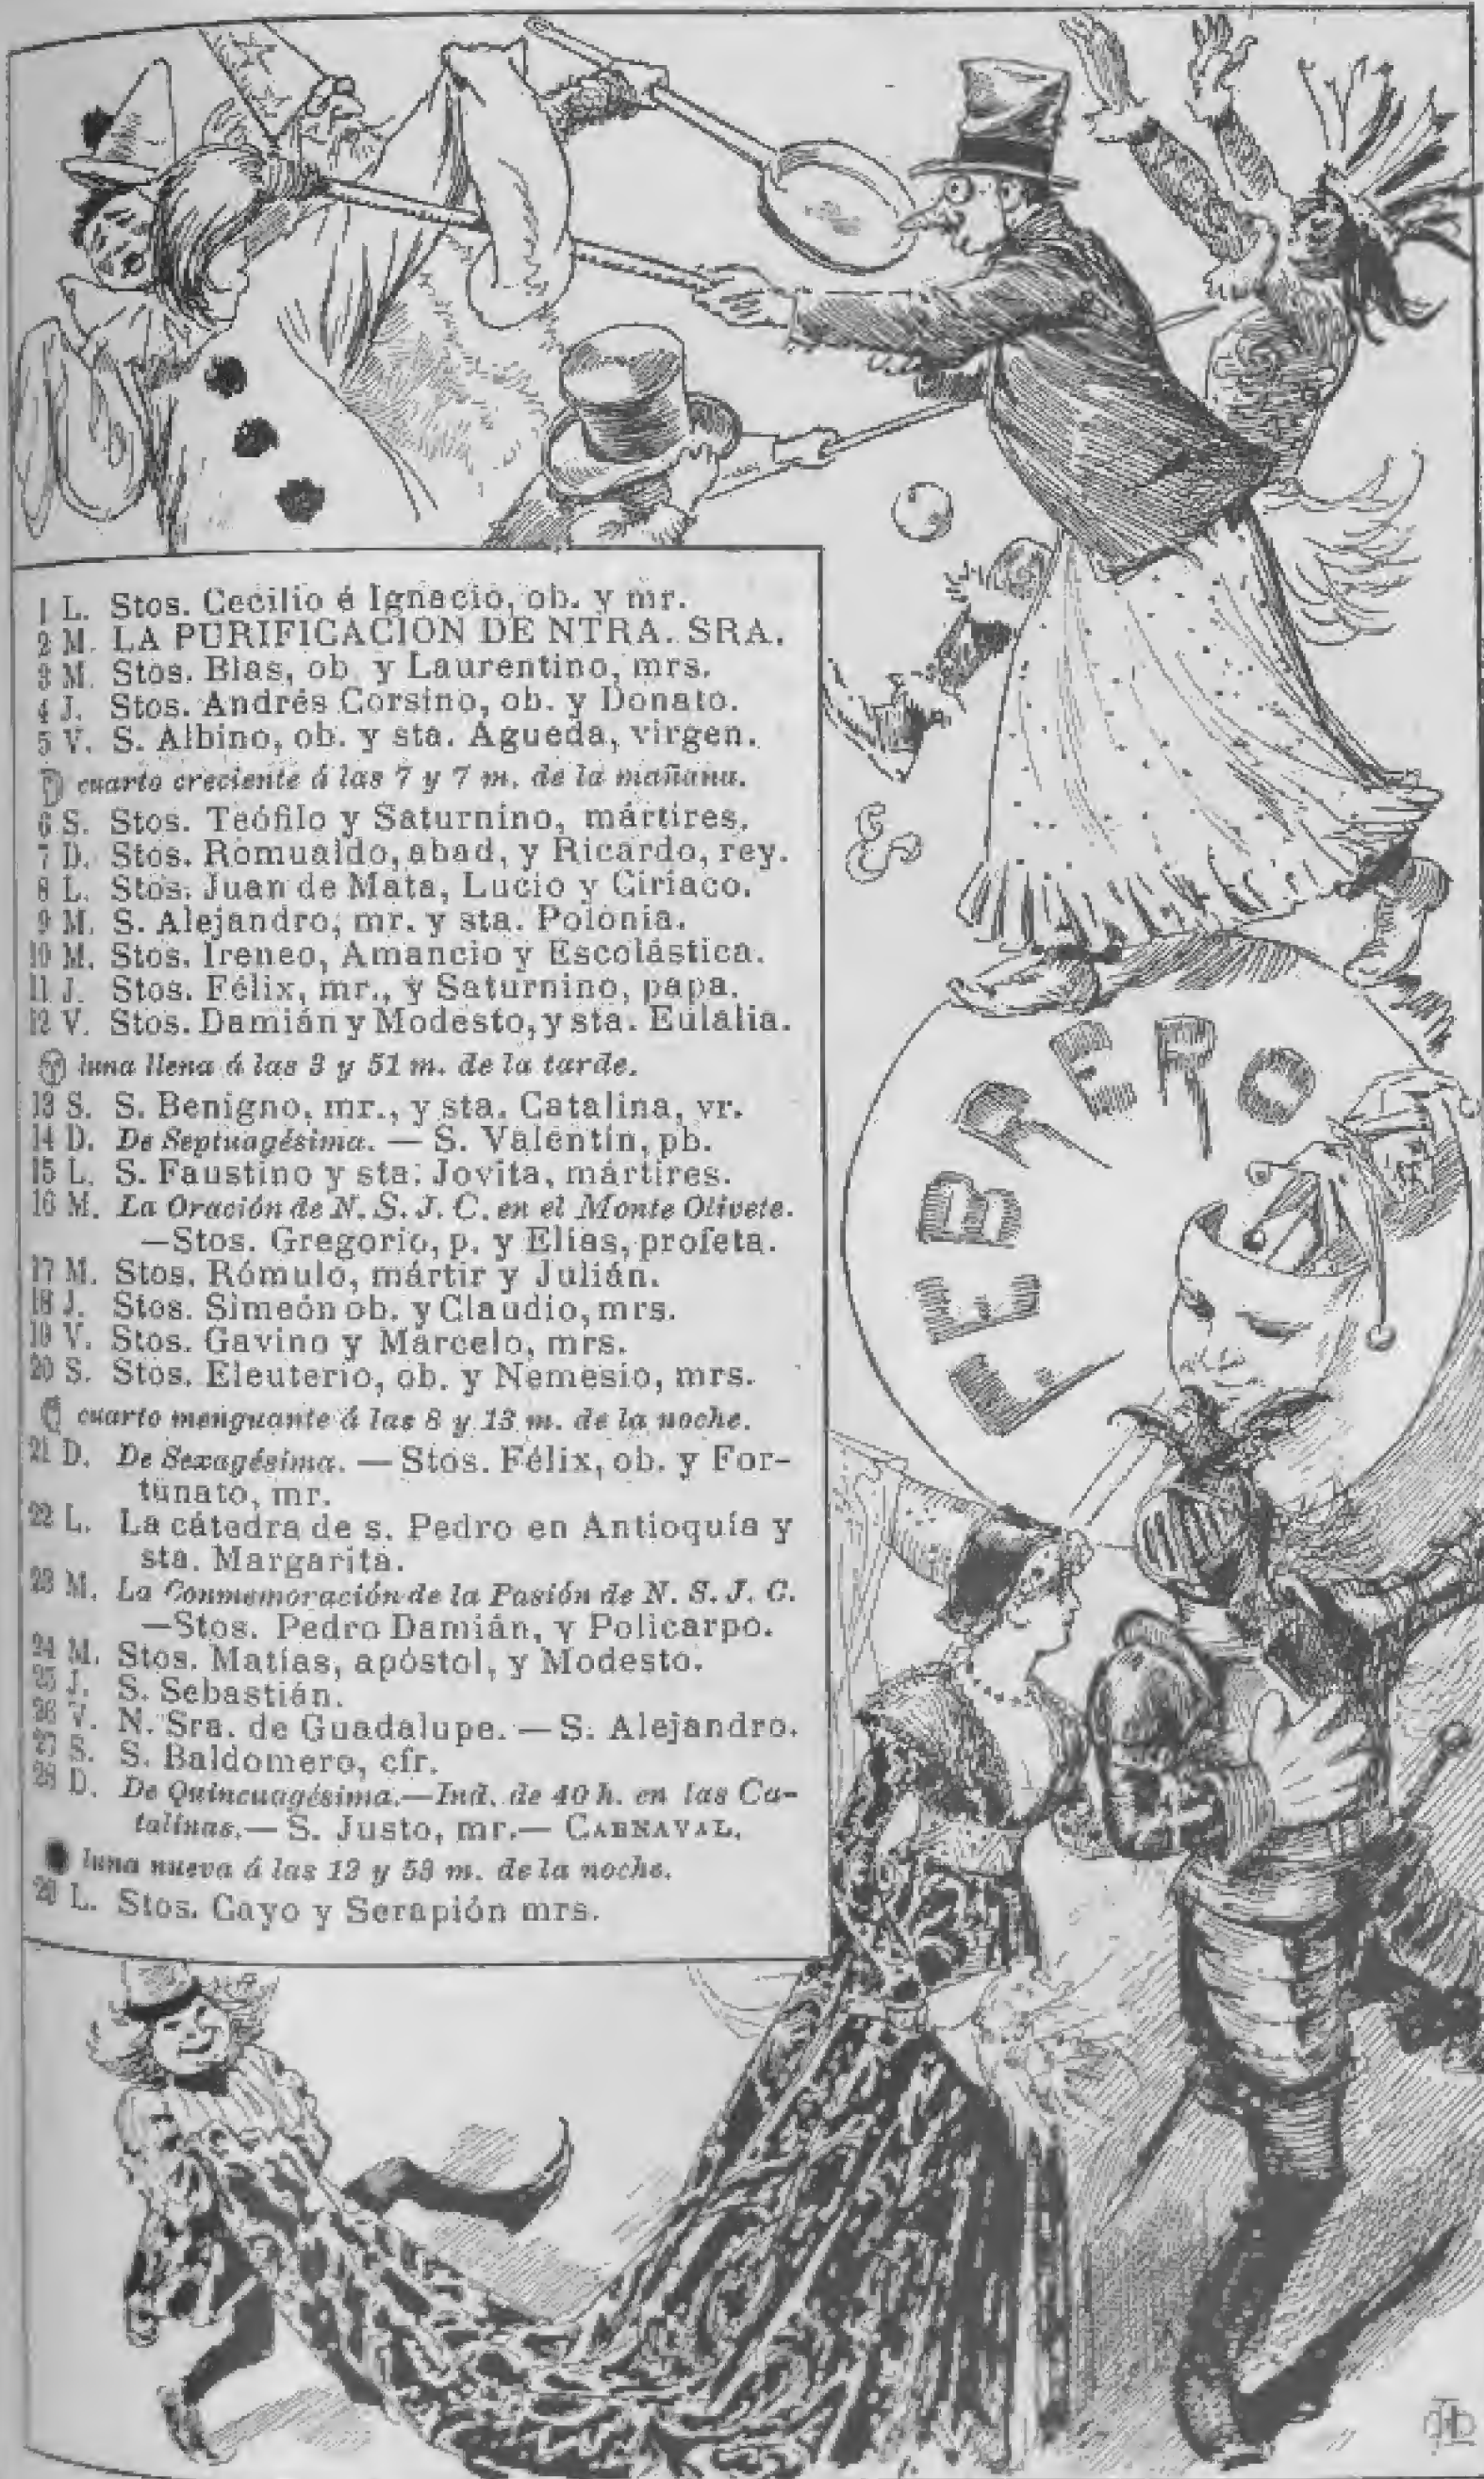 1 L. Stos. Cecilio é Ignacio, ob. y mr.
2 M. LA PURIFICACION DE NTRA. SRA.
3 M. Stos. Blas, ob. y Laurentino, mrs.
4 J. Stos. Andrés Corsino, ob. y Donato.
5 V. S. Albino, ob. y sta. Agueda, virgen.
cuarto creciente á las 7 y 7 m. de la mañana.
6 S. Stos. Teófilo y Saturnino, mártires.
7 D. Stos. Romualdo, abad, y Ricardo, rey.
8 L. Stos. Juan de Mata, Lucio y Ciriaco.
9 M. S. Alejandro, mr. y sta. Polonia.
10 M. Stos. Ireneo, Amancio y Escolástica.
11 J. Stos. Félix, mr., y Saturnino, papa.
12 V. Stos. Damián y Modesto, y sta. Eulalia.
luna llena á las 3 y 51 m. de la tarde.
13 S. S. Benigno, mr., y sta. Catalina, vr.
14 D. De Septuagésima. — S. Valentín, pb.
15 L. S. Faustino y sta. Jovita, mártires.
16 M. La Oración de N. S. J. C. en el Monte Olivete.
—Stos. Gregorio, p. y Elías, profeta.
17 M. Stos. Rómulo, mártir y Julián.
18 J. Stos. Simeón ob. y Claudio, mrs.
19 V. Stos. Gavino y Marcelo, mrs.
20 S. Stos. Eleuterio, ob. y Nemesio, mrs.
cuarto menguante á las 8 y 13 m. de la noche.
21 D. De Sexagésima. — Stos. Félix, ob. y For-
tunato, mr.
22 L. La cátedra de s. Pedro en Antioquía y
sta. Margarita.
23 M. La Conmemoración de la Pasión de N. S. J. C.
—Stos. Pedro Damián, y Policarpo.
24 M. Stos. Matías, apóstol, y Modesto.
25 J. S. Sebastián.
26 V. N. Sra. de Guadalupe. — S. Alejandro.
27 S. S. Baldomero, cfr.
28 D. De Quincuagésima.—Ind. de 40 h. en las Ca-
talinas.— S. Justo, mr.— CARNAVAL.
luna nueva á las 12 y 53 m. de la noche.
29 L. Stos. Gayo y Serapión mrs.
&
FEBRERO